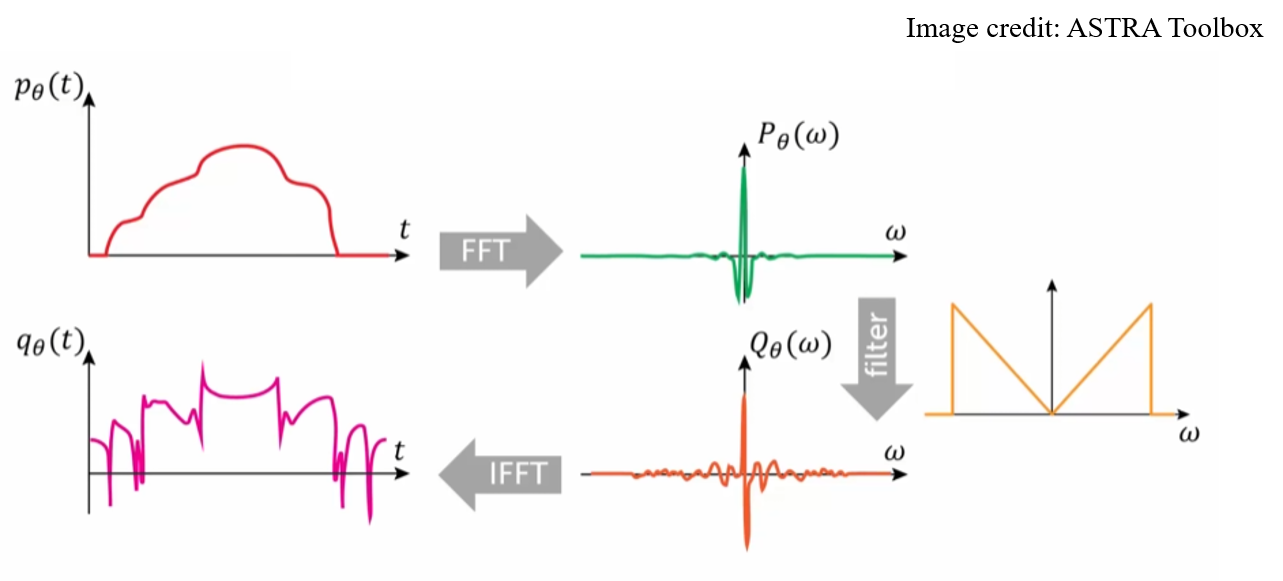 Image credit: ASTRA Toolbox
pθ(t)
Pθ(ω)
t
FFT
ω
qθ(t)
Qθ(ω)
filter
t
IFFT
ω
ω